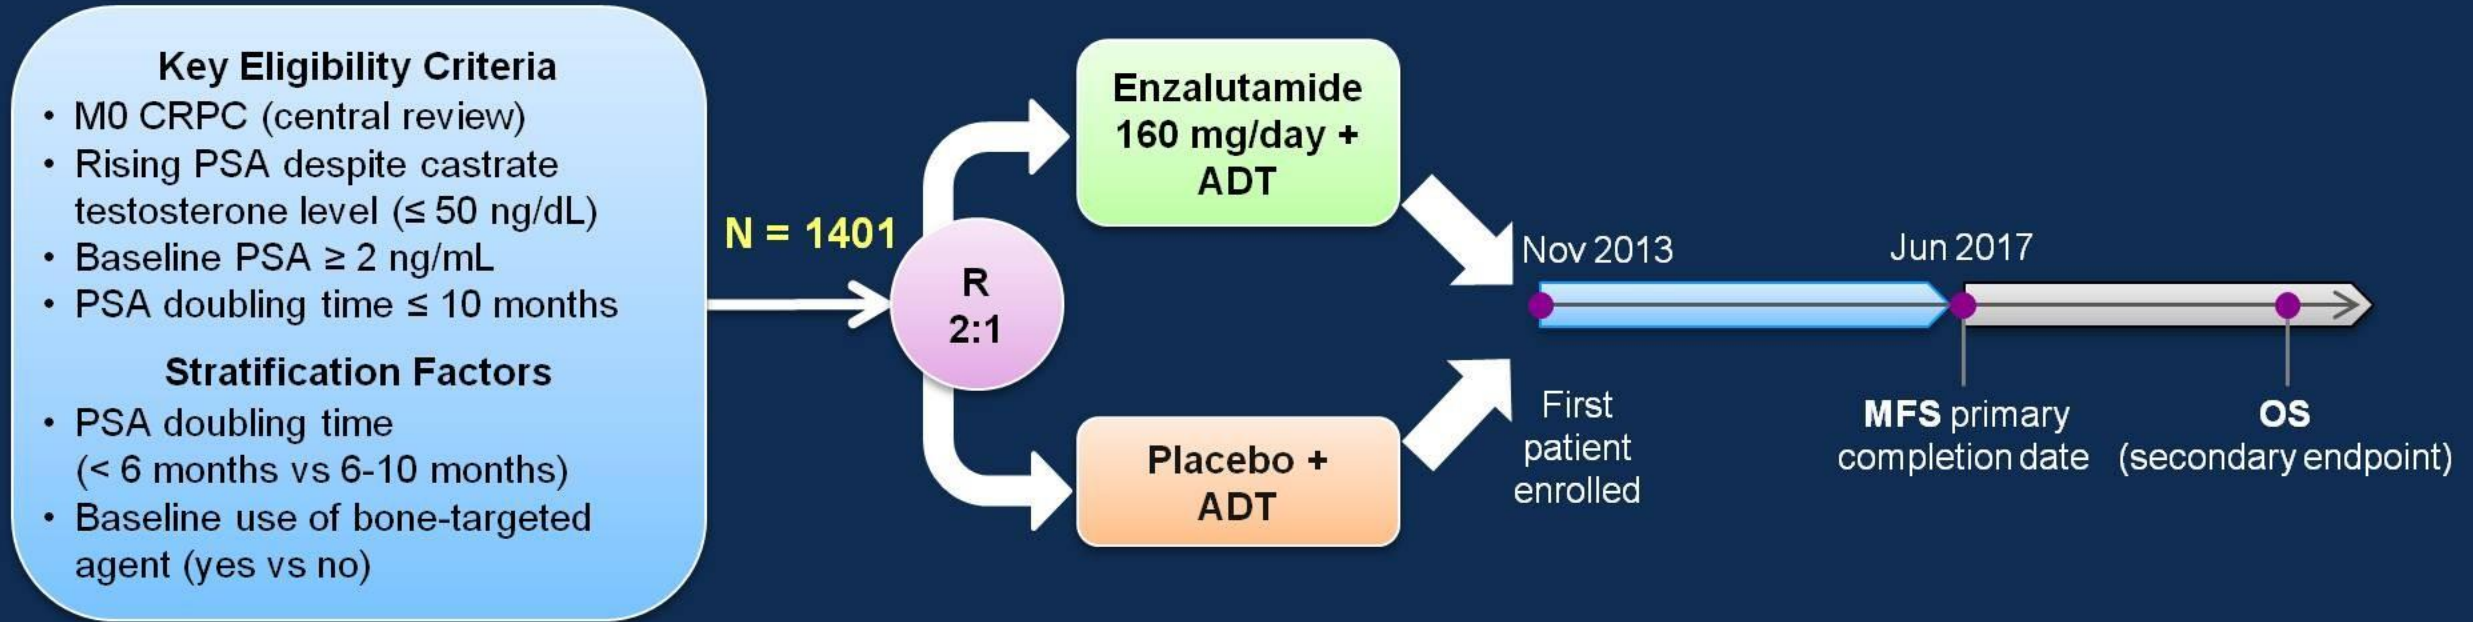 Key Eligibility Criteria
• M0 CRPC (central review)
• Rising PSA despite castrate
testosterone level (≤ 50 ng/dL)
• Baseline PSA ≥ 2 ng/mL
• PSA doubling time ≤ 10 months
Stratification Factors
• PSA doubling time
(< 6 months vs 6-10 months)
• Baseline use of bone-targeted
agent (yes vs no)
N = 1401
R
2:1
Enzalutamide
160 mg/day +
ADT
Placebo +
ADT
Nov 2013
Jun 2017
First
patient
enrolled
MFS primary
completion date
OS
(secondary endpoint)